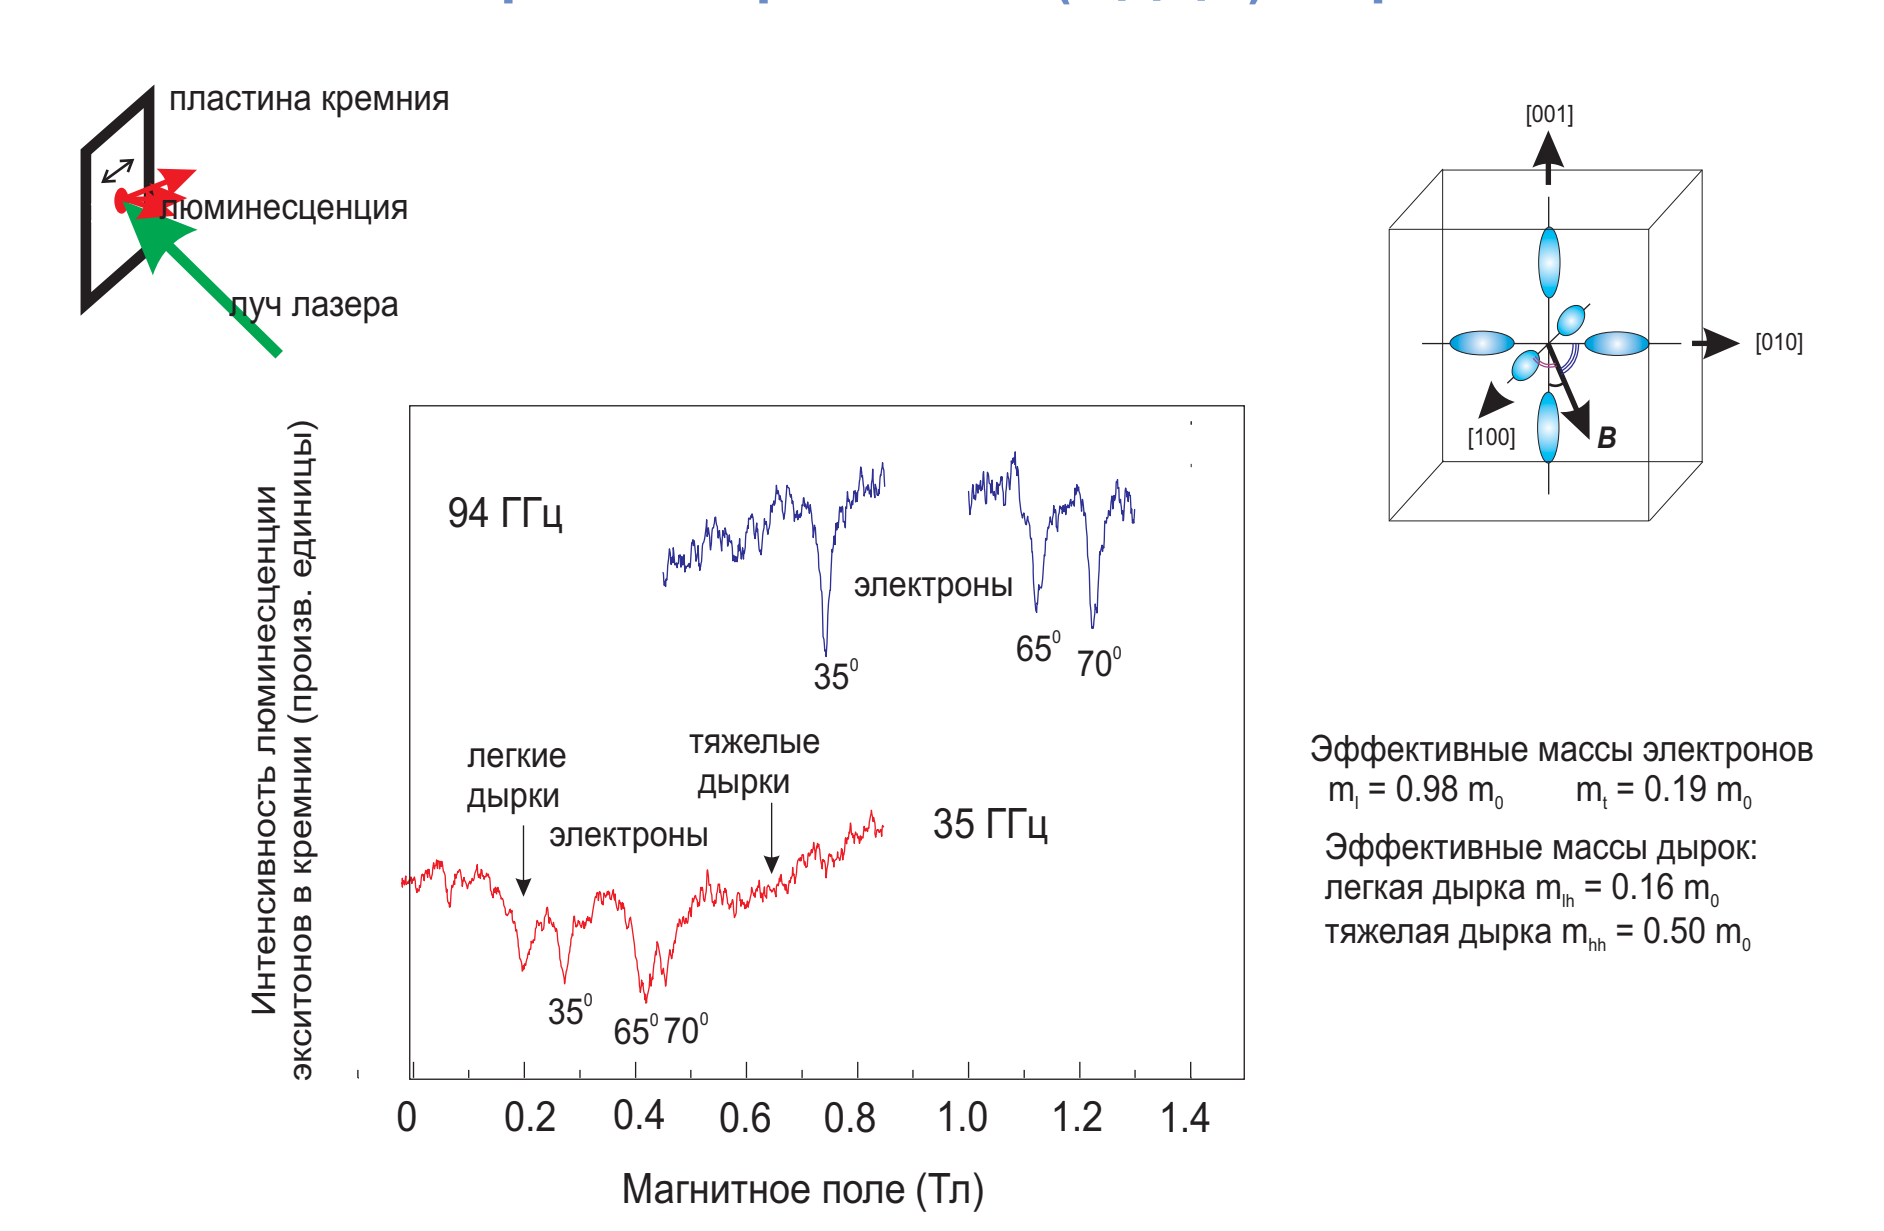 пластина кремния
люминесценция
луч лазера
[001]
[010]
[100]
B
Интенсивность люминесценции
экситонов в кремнии (произв. единицы)
94 ГГц
электроны
35⁰
65⁰
70⁰
легкие
дырки
тяжелые
дырки
электроны
35 ГГц
35⁰
65⁰ 70⁰
0 0.2 0.4 0.6 0.8 1.0 1.2 1.4
Магнитное поле (Тл)
Эффективные массы электронов
mₗ = 0.98 m₀ mₜ = 0.19 m₀
Эффективные массы дырок:
легкая дырка mₗₕ = 0.16 m₀
тяжелая дырка mₕₕ = 0.50 m₀